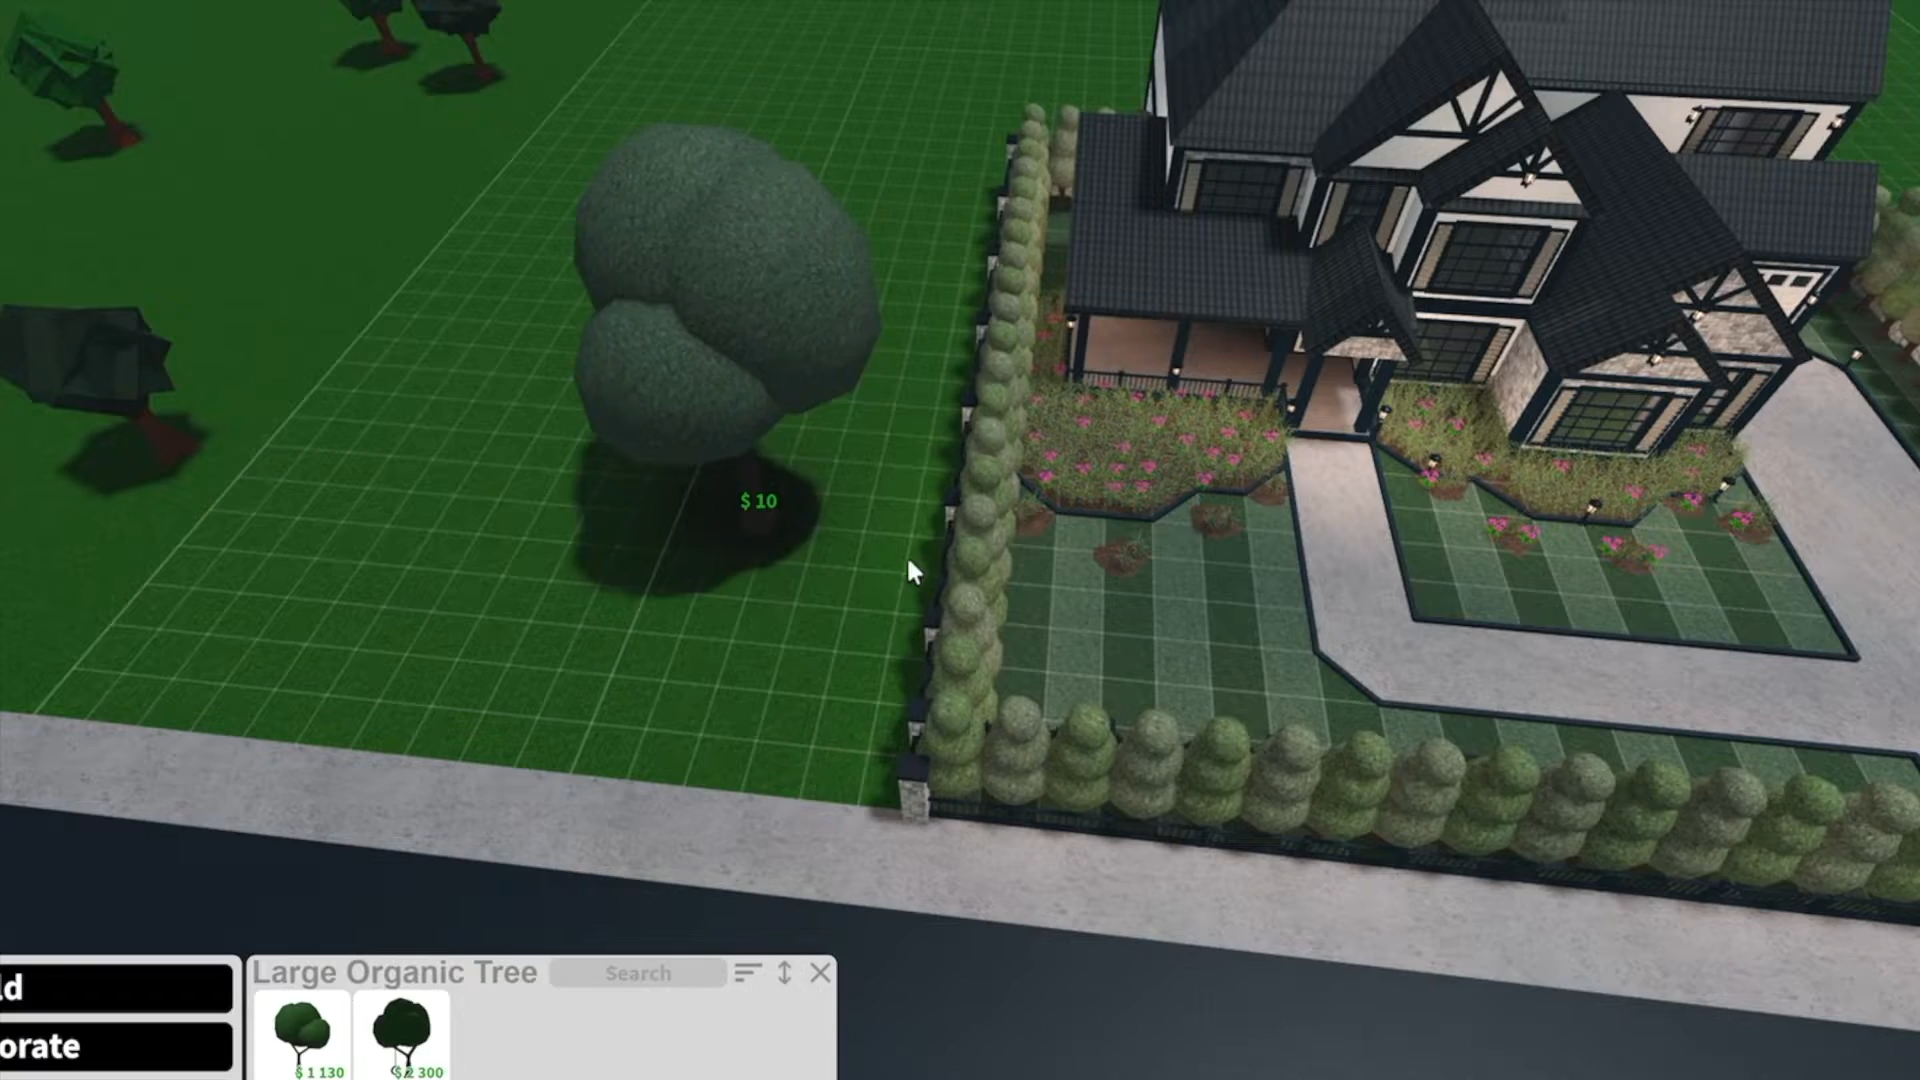 $ 10
ld
Large Organic Tree
Search
orate
$ 1 130
$ 2 300